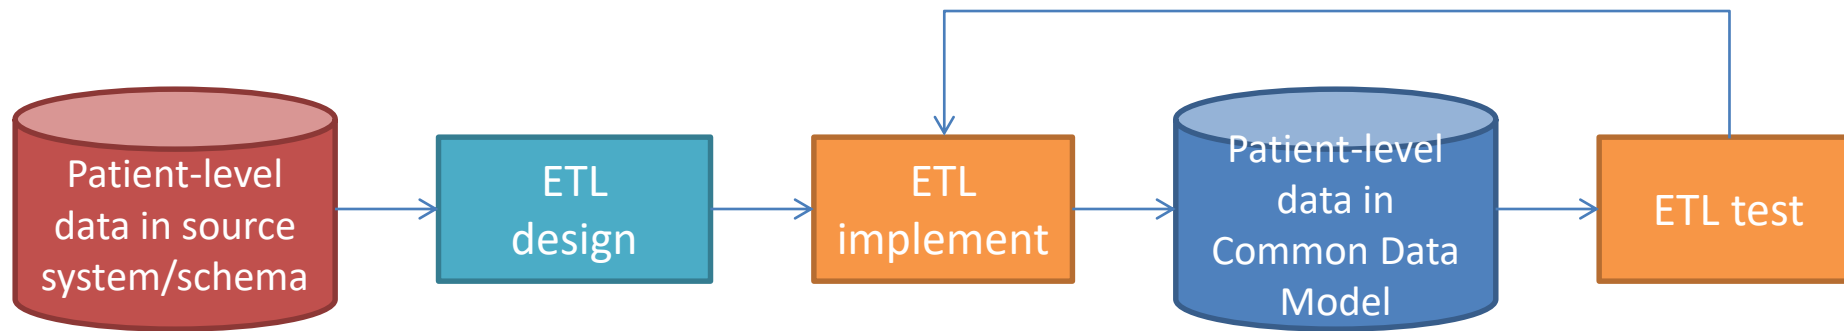 Patient-level
data in source
system/schema
ETL
design
ETL
implement
Patient-level
data in
Common Data
Model
ETL test